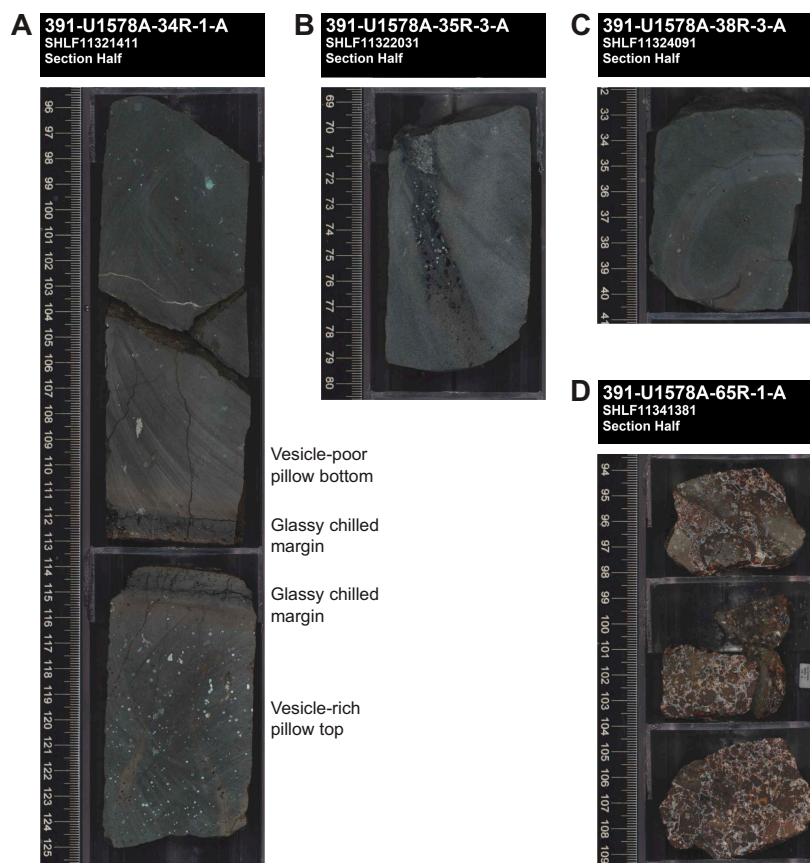 A
391-U1578A-34R-1-A
SHLF11321411
Section Half
96
97
98
99
100
101
102
103
104
105
106
107
108
109
110
111
112
113
114
115
116
117
118
119
120
121
122
123
124
125
Vesicle-poor
pillow bottom
Glassy chilled
margin
Glassy chilled
margin
Vesicle-rich
pillow top
B
391-U1578A-35R-3-A
SHLF11322031
Section Half
69
70
71
72
73
74
75
76
77
78
79
80
C
391-U1578A-38R-3-A
SHLF11324091
Section Half
33
34
35
36
37
38
39
D
391-U1578A-65R-1-A
SHLF11341381
Section Half
94
95
96
97
98
99
100
101
102
103
104
105
106
107
108
109